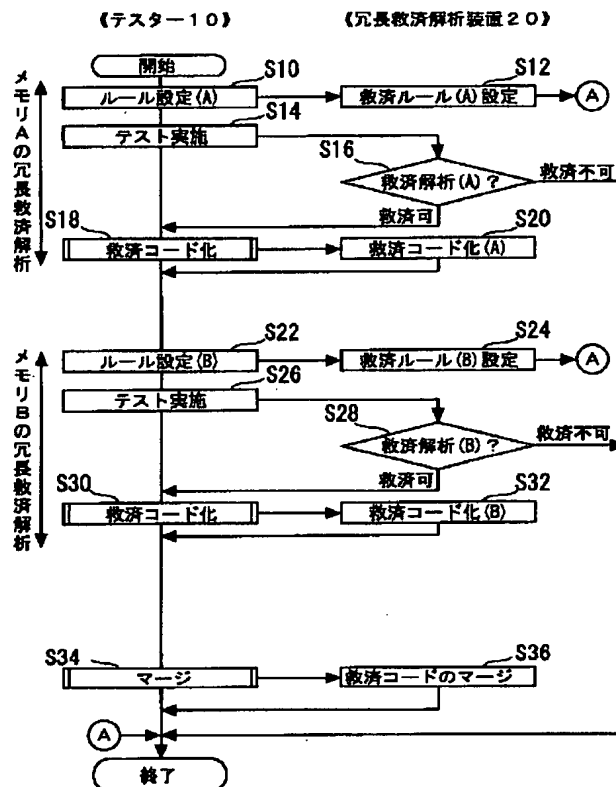 《テスター１０》
《冗長救済解析装置２０》
開始
S10
S12
ルール設定(A)
救済ルール(A)設定
A
S14
テスト実施
S16
救済解析(A)？
救済不可
救済可
S18
S20
救済コード化
救済コード化(A)
メモリAの冗長救済解析
S22
S24
ルール設定(B)
救済ルール(B)設定
A
S26
テスト実施
S28
救済解析(B)？
救済不可
救済可
S30
S32
救済コード化
救済コード化(B)
メモリBの冗長救済解析
S34
S36
マージ
救済コードのマージ
A
終了